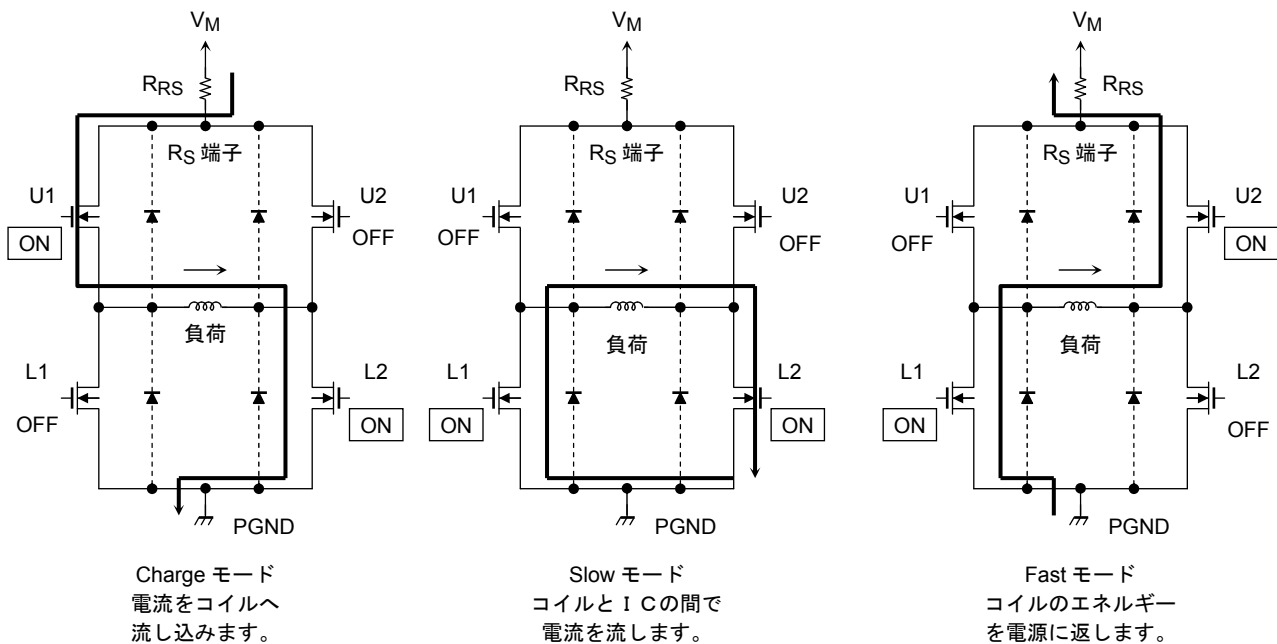 VM
RRS
RS 端子
U1
ON
U2
OFF
負荷
L1
OFF
L2
ON
PGND
Charge モード
電流をコイルへ
流し込みます。
VM
RRS
RS 端子
U1
OFF
U2
OFF
負荷
L1
ON
L2
ON
PGND
Slow モード
コイルとＩＣの間で
電流を流します。
VM
RRS
RS 端子
U1
OFF
U2
ON
負荷
L1
ON
L2
OFF
PGND
Fast モード
コイルのエネルギー
を電源に返します。